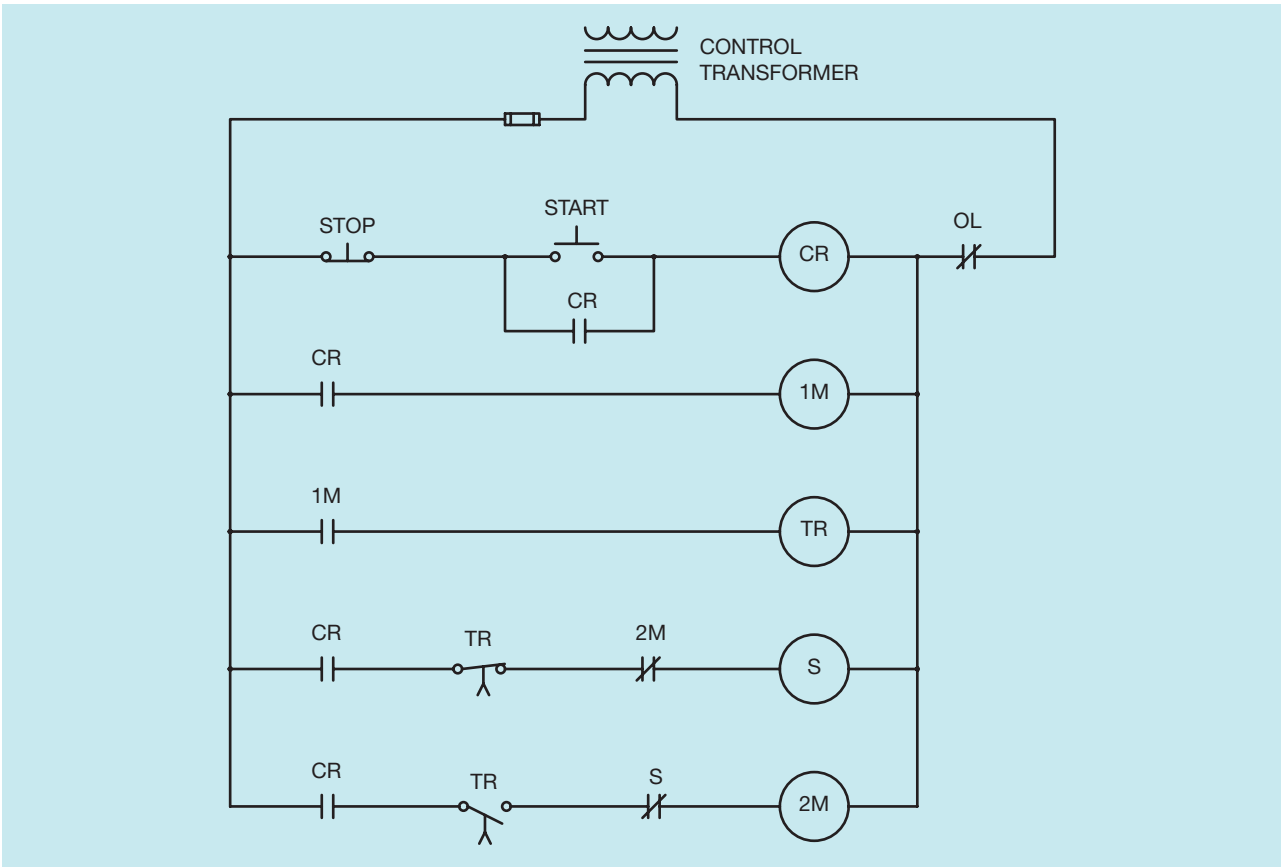 CONTROL
TRANSFORMER
STOP
START
CR
OL
CR
CR
1M
1M
TR
CR
TR
2M
S
CR
TR
S
2M